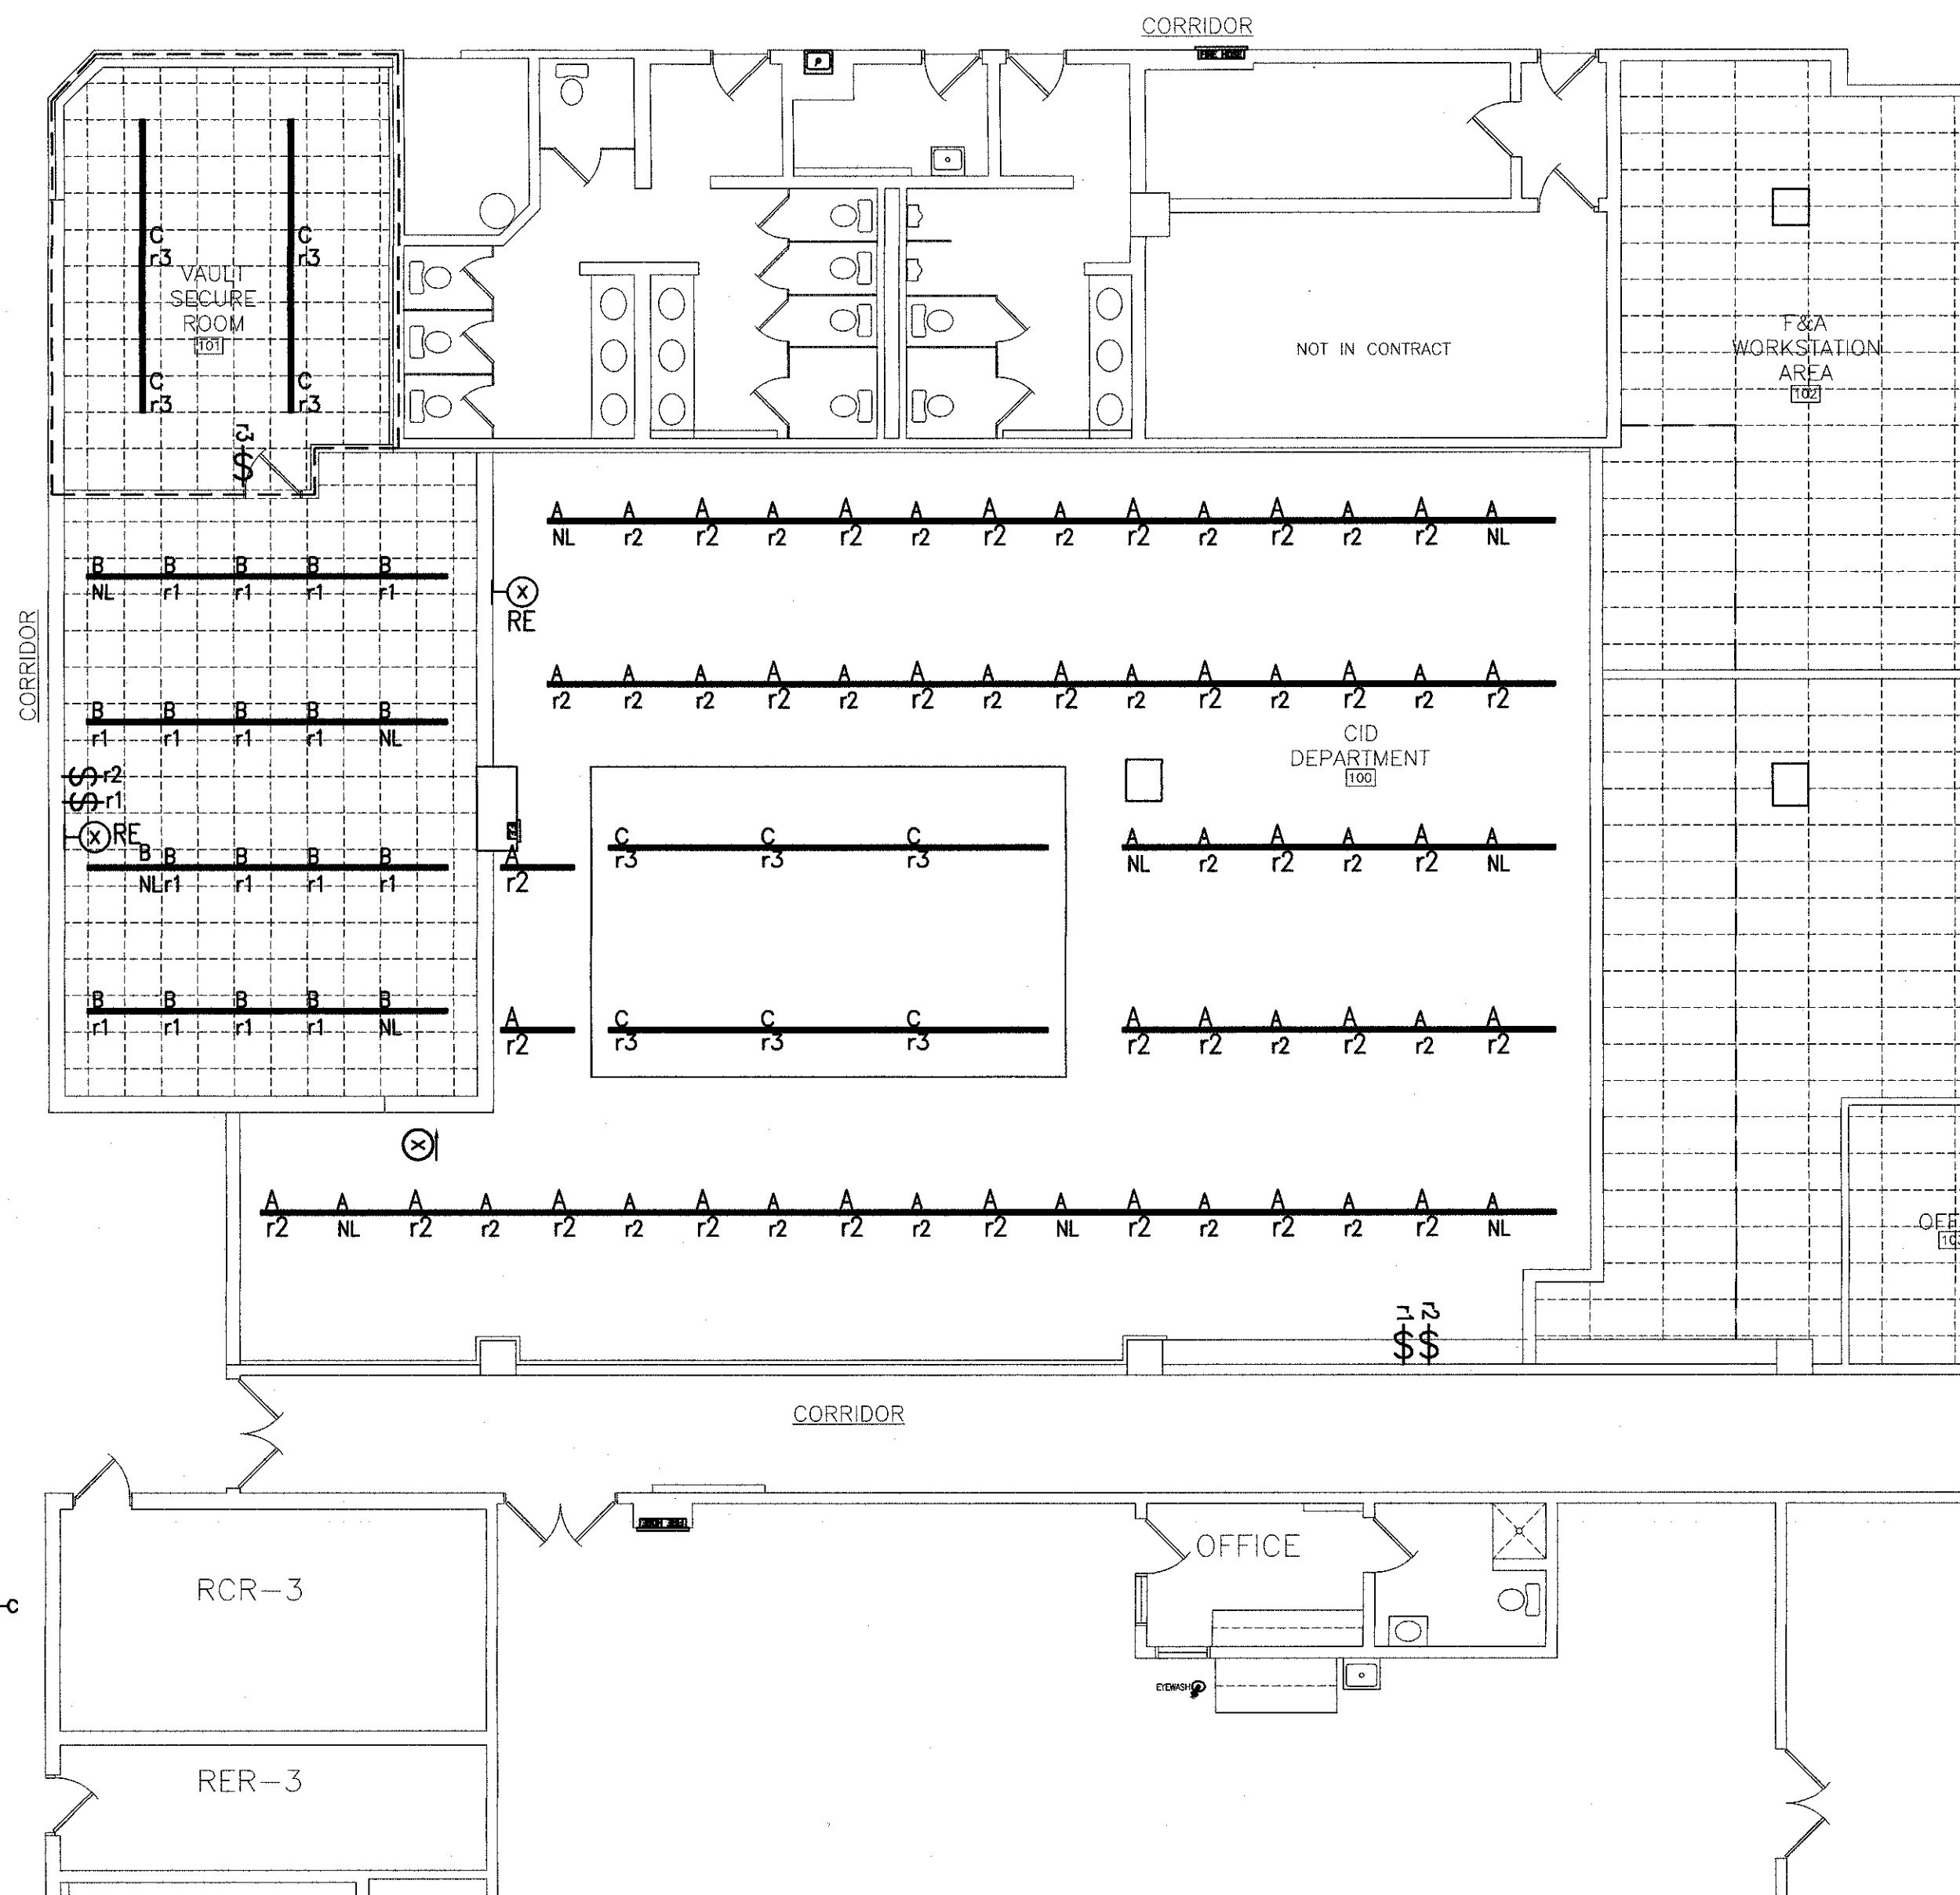 CORRIDOR
P
FIRE HOSE
C C
r3 r3
VAULT
SECURE
ROOM
101
F&A
WORKSTATION
AREA
102
NOT IN CONTRACT
C C
r3 r3
r3
$
A A A A A A A A A A A A A A
NL r2 r2 r2 r2 r2 r2 r2 r2 r2 r2 r2 r2 NL
B B B B B
NL r1 r1 r1 r1
X
RE
CORRIDOR
A A A A A A A A A A A A A A
r2 r2 r2 r2 r2 r2 r2 r2 r2 r2 r2 r2 r2 r2
B B B B B
r1 r1 r1 r1 NL
CID
DEPARTMENT
100
$ r2
$ r1
X RE
C C C
r3 r3 r3
A A A A A A
NL r2 r2 r2 r2 NL
B B B B B
NL r1 r1 r1 r1
A
r2
B B B B B
r1 r1 r1 r1 NL
A
r2
C C C
r3 r3 r3
A A A A A A
r2 r2 r2 r2 r2 r2
X
A A A A A A A A A A A A A A A A A A
r2 NL r2 r2 r2 r2 r2 r2 r2 r2 r2 NL r2 r2 r2 r2 r2 NL
OFF
10
r1 r2
$ $
CORRIDOR
OFFICE
RCR-3
C
EYEWASH
RER-3